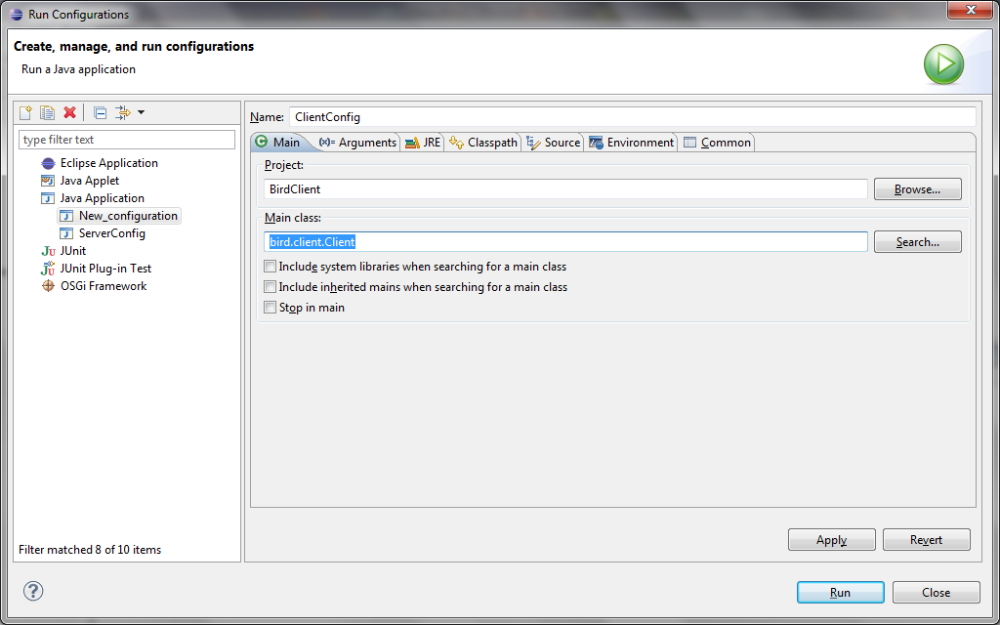 Run Configurations
Create, manage, and run configurations
Run a Java application
type filter text
Eclipse Application
Java Applet
Java Application
New_configuration
ServerConfig
JUnit
JUnit Plug-in Test
OSGi Framework
Filter matched 8 of 10 items
Name: ClientConfig
Main (x)= Arguments JRE Classpath Source Environment Common
Project:
BirdClient Browse...
Main class:
bird.client.Client Search...
Include system libraries when searching for a main class
Include inherited mains when searching for a main class
Stop in main
Apply Revert
Run Close